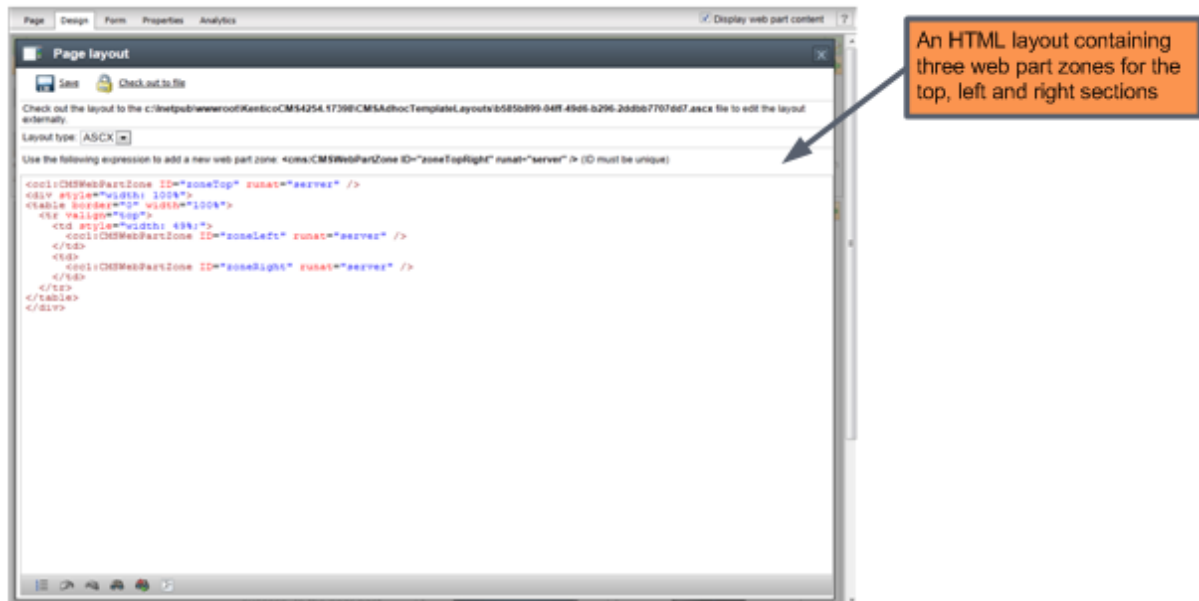 Page Design Form Properties Analytics Display web part content ?
Page layout
Save Check out to file
Check out the layout to the c:\inetpub\wwwroot\KenticoCMS4254.17398\CMSAdhocTemplateLayouts\b585b899-04ff-49d6-b296-2ddbb7707dd7.ascx file to edit the layout
externally.
Layout type: ASCX
Use the following expression to add a new web part zone: <cms:CMSWebPartZone ID="zoneTopRight" runat="server" /> (ID must be unique)
<cc1:CMSWebPartZone ID="zoneTop" runat="server" />
<div style="width: 100%">
<table border="0" width="100%">
<tr valign="top">
<td style="width: 49%;">
<cc1:CMSWebPartZone ID="zoneLeft" runat="server" />
</td>
<td>
<cc1:CMSWebPartZone ID="zoneRight" runat="server" />
</td>
</tr>
</table>
</div>
An HTML layout containing
three web part zones for the
top, left and right sections